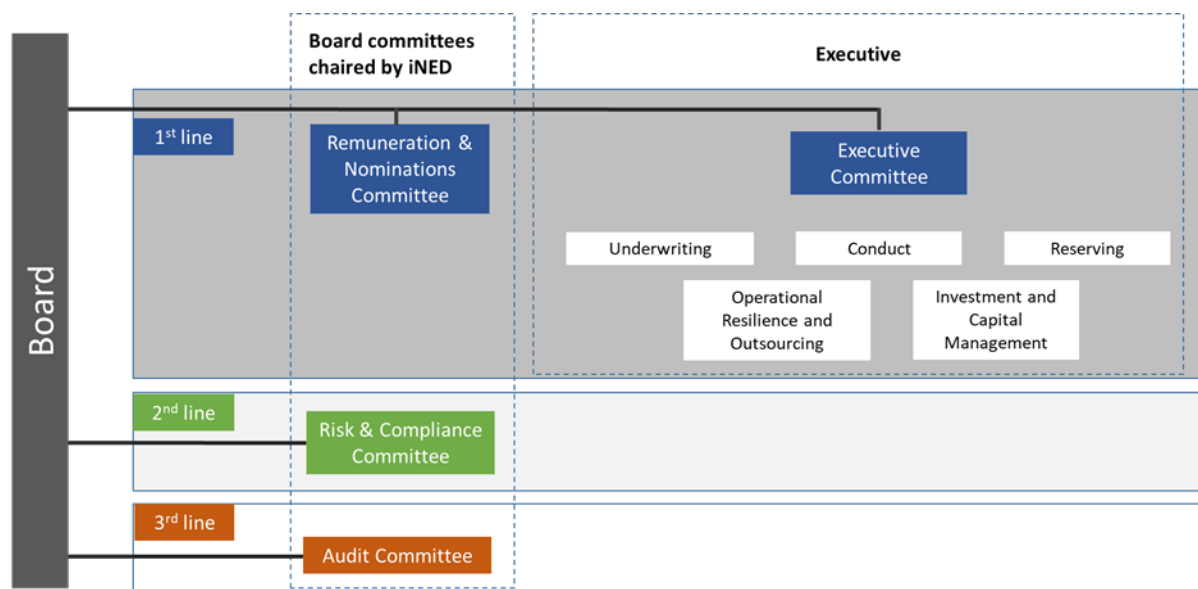 Board
Board committees
chaired by iNED
Executive
1st line
Remuneration &
Nominations
Committee
Executive
Committee
Underwriting
Conduct
Reserving
Operational
Resilience and
Outsourcing
Investment and
Capital
Management
2nd line
Risk & Compliance
Committee
3rd line
Audit Committee